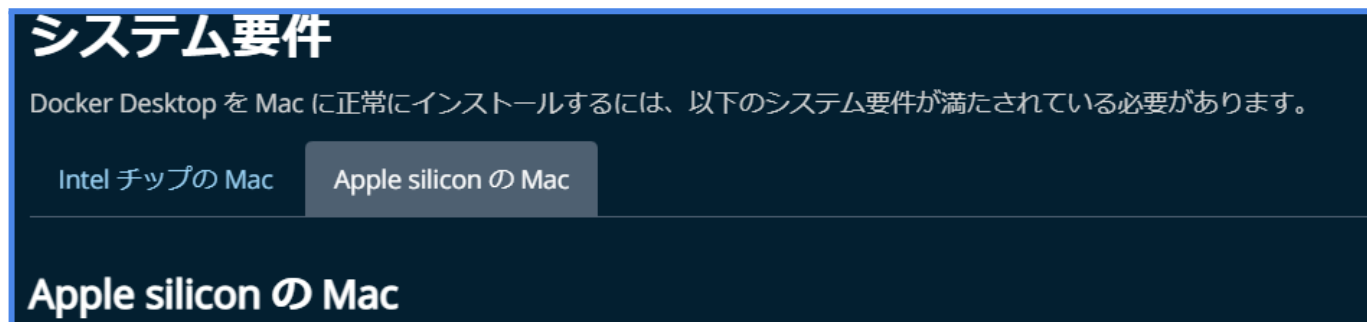 システム要件
Docker Desktop を Mac に正常にインストールするには、以下のシステム要件が満たされている必要があります。
Intel チップの Mac
Apple silicon の Mac
Apple silicon の Mac